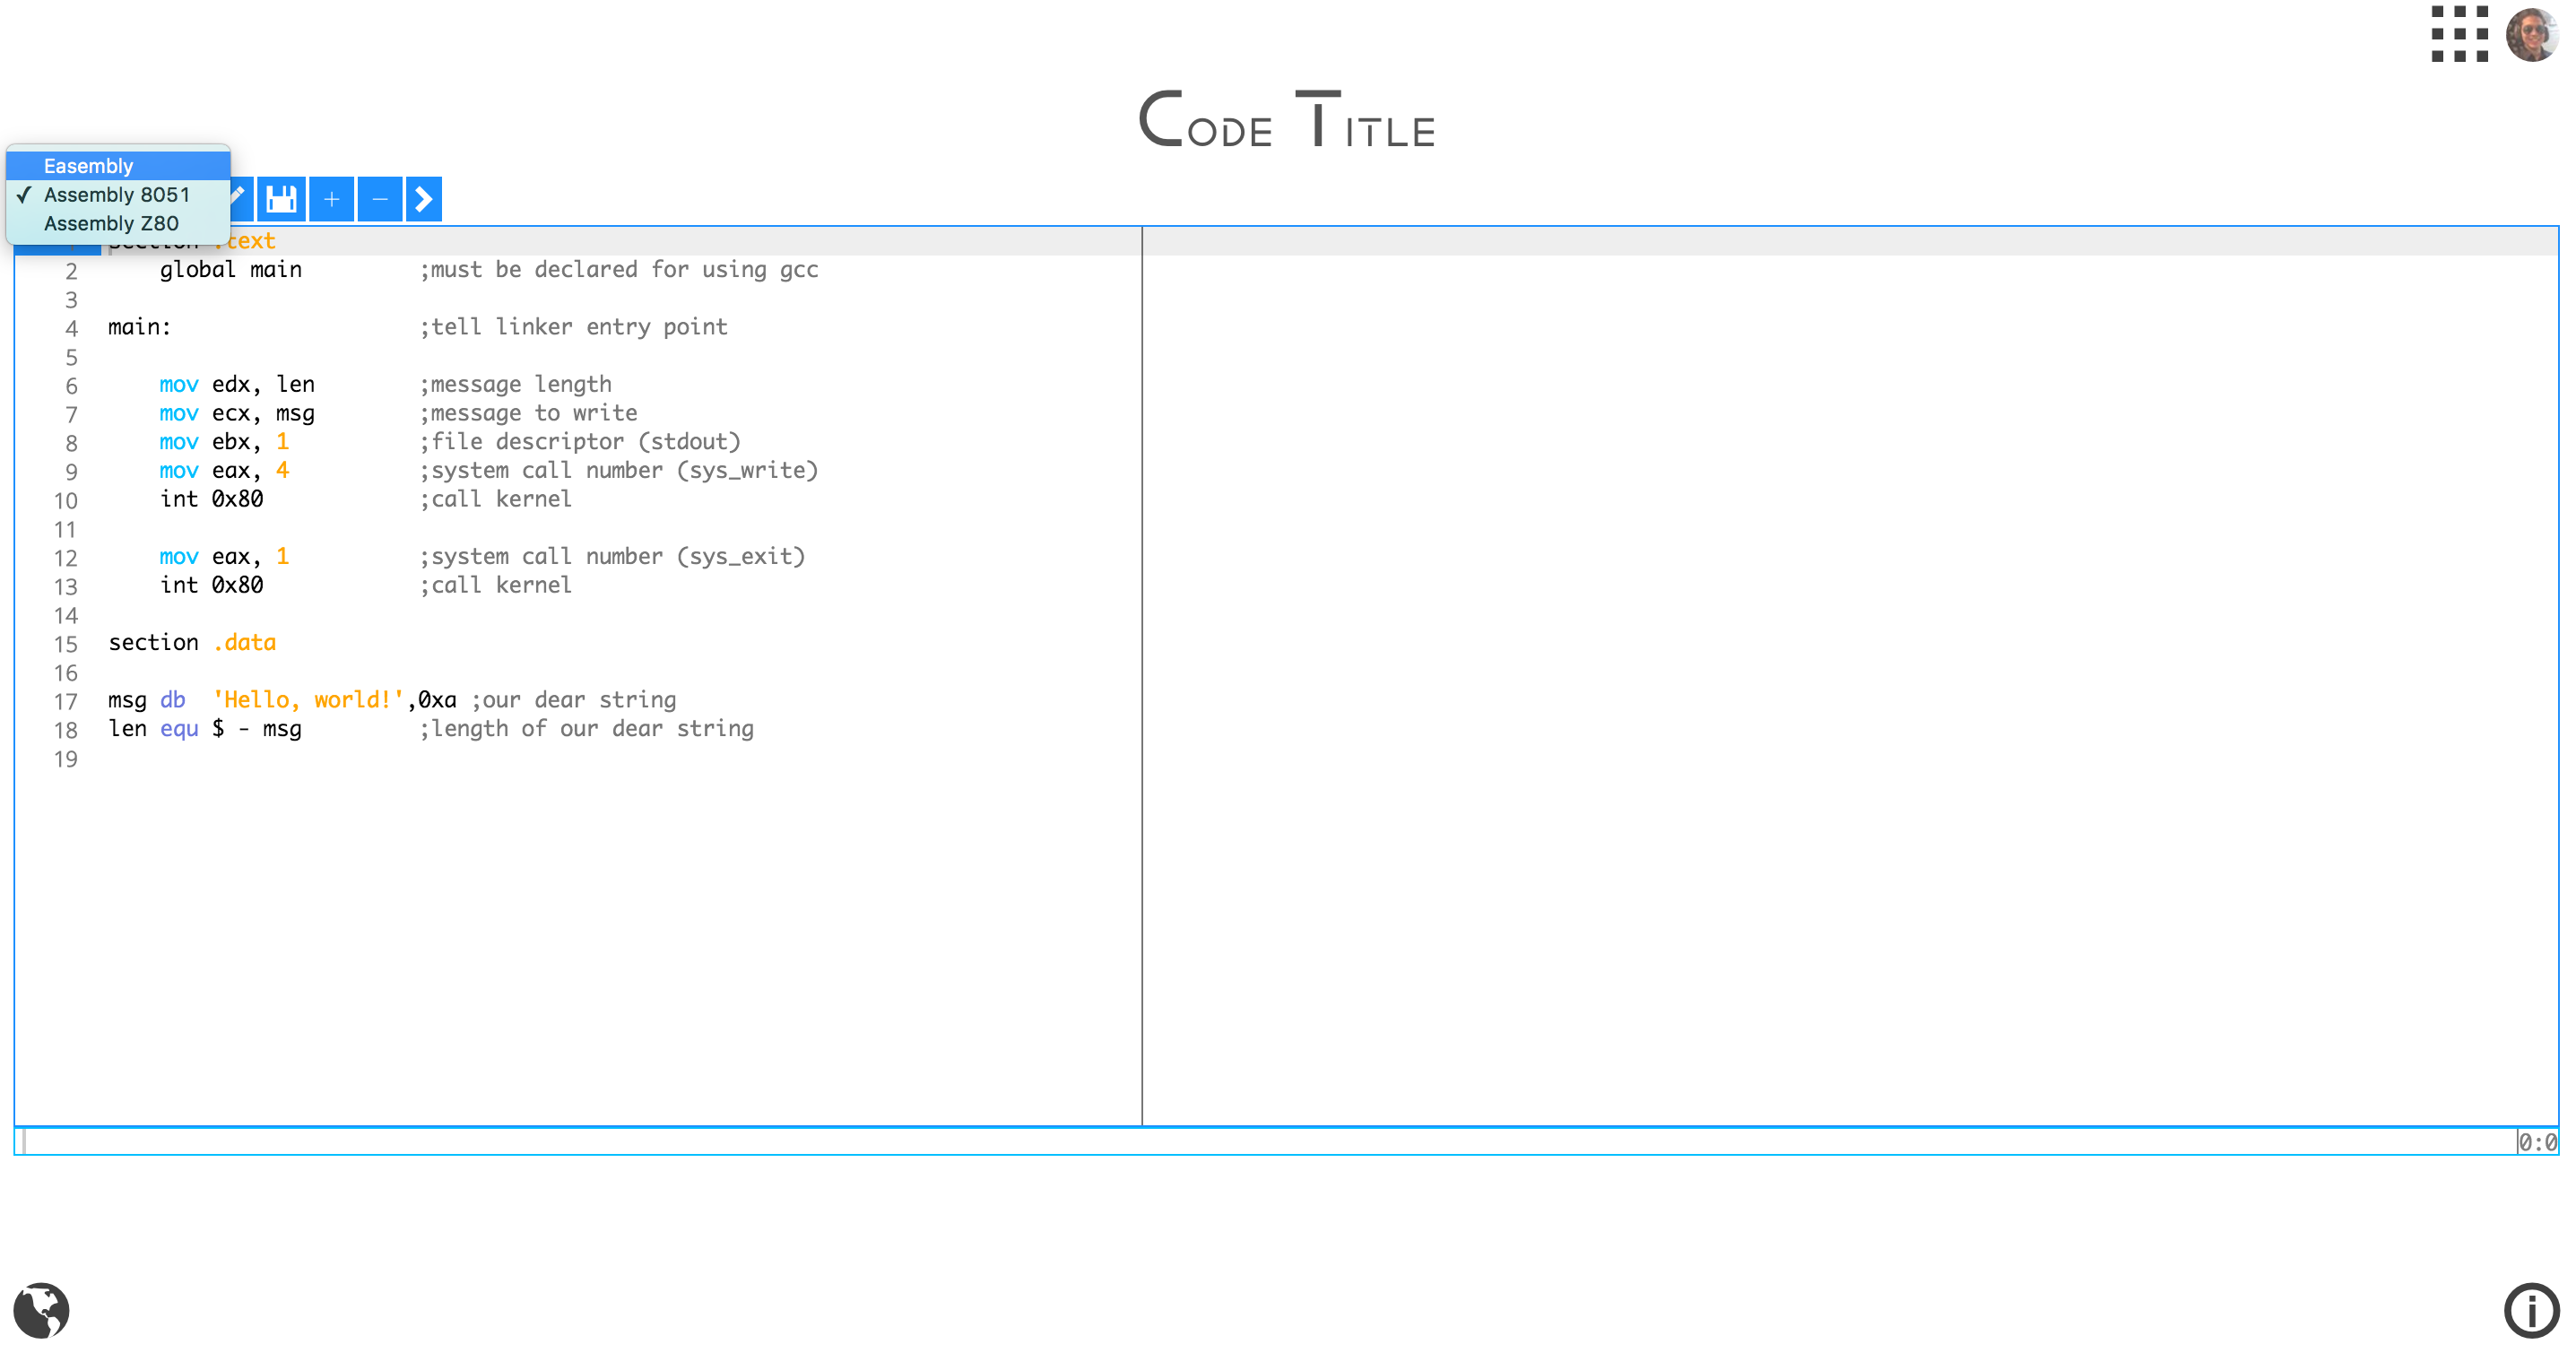 Code Title
Easembly
✓ Assembly 8051
Assembly Z80
+ −
section .text
2 global main ;must be declared for using gcc
3
4 main: ;tell linker entry point
5
6 mov edx, len ;message length
7 mov ecx, msg ;message to write
8 mov ebx, 1 ;file descriptor (stdout)
9 mov eax, 4 ;system call number (sys_write)
10 int 0x80 ;call kernel
11
12 mov eax, 1 ;system call number (sys_exit)
13 int 0x80 ;call kernel
14
15 section .data
16
17 msg db 'Hello, world!',0xa ;our dear string
18 len equ $ - msg ;length of our dear string
19
0:0